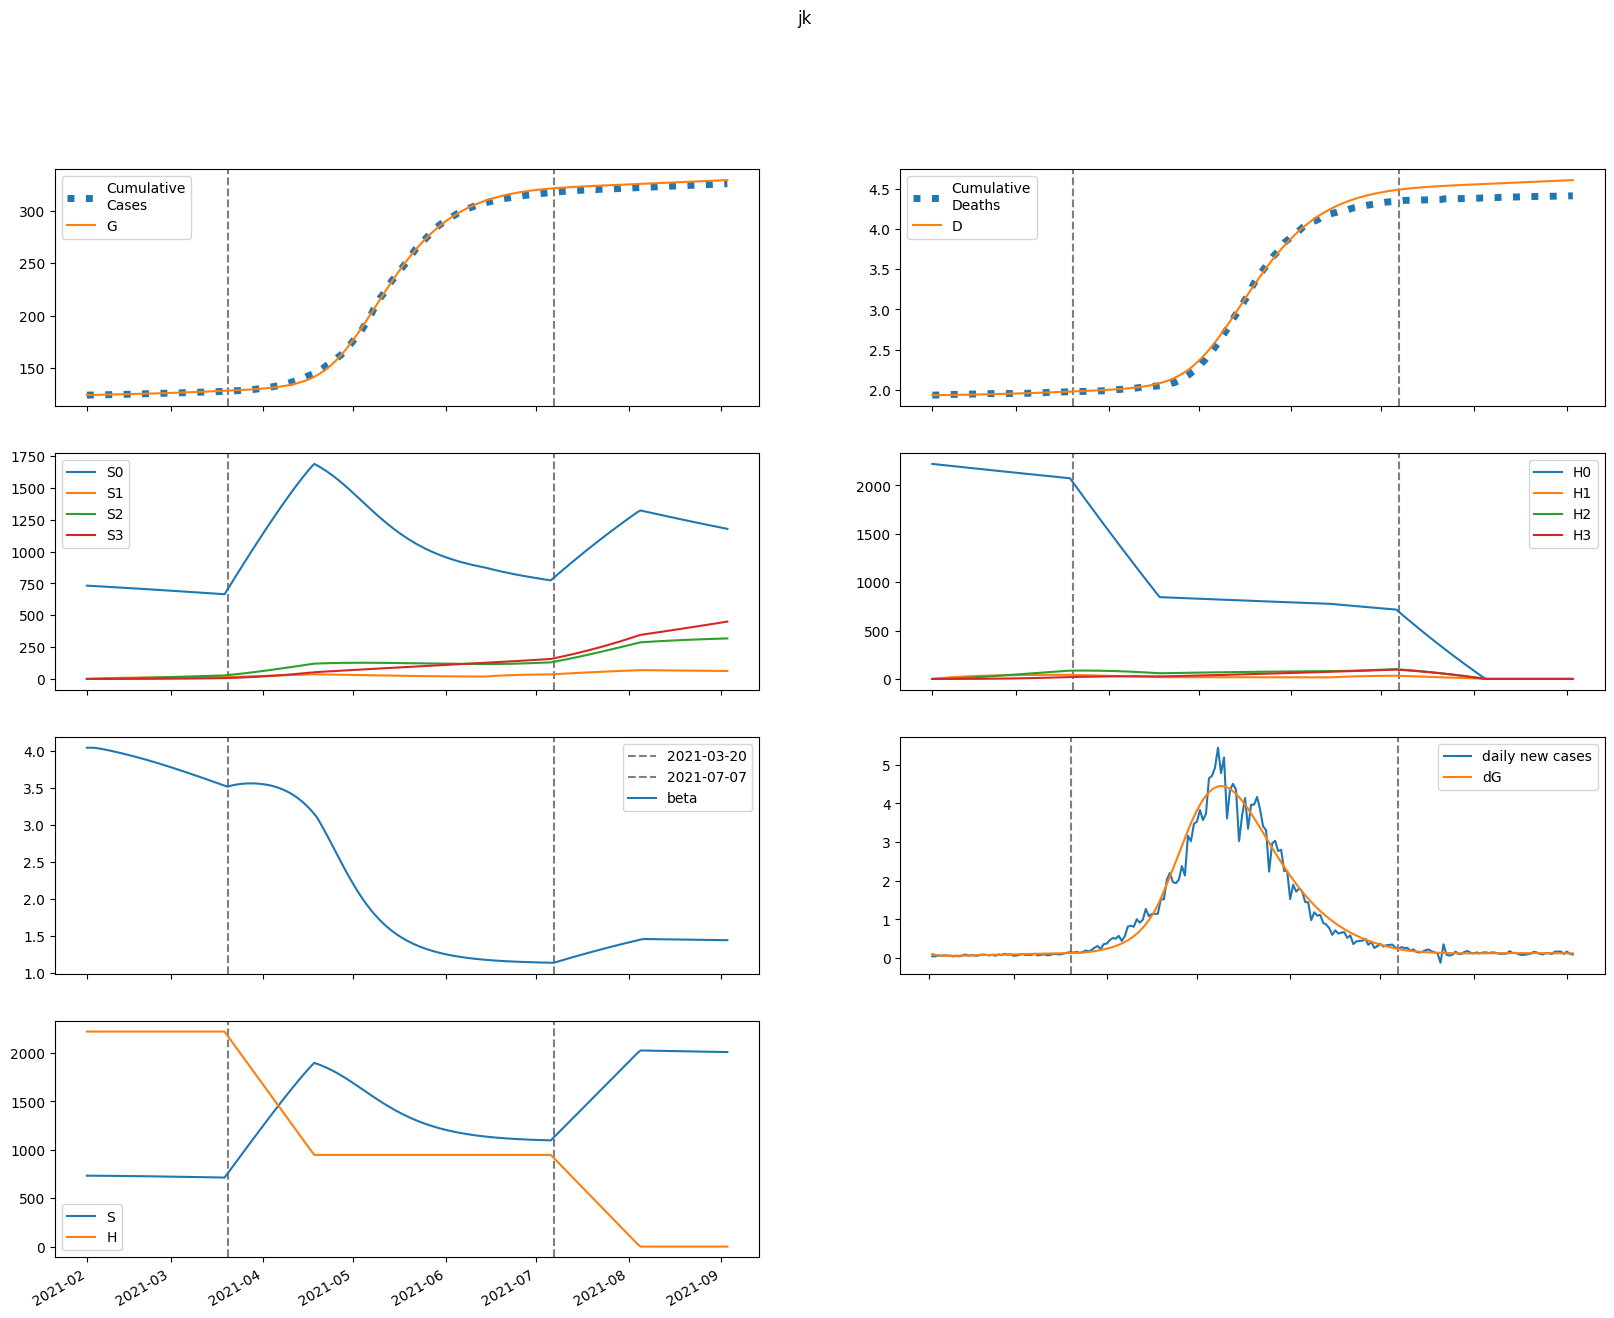 jk
Cumulative
Cases
G
300
250
200
150
Cumulative
Deaths
D
4.5
4.0
3.5
3.0
2.5
2.0
S0
S1
S2
S3
1750
1500
1250
1000
750
500
250
0
H0
H1
H2
H3
2000
1500
1000
500
0
2021-03-20
2021-07-07
beta
4.0
3.5
3.0
2.5
2.0
1.5
1.0
daily new cases
dG
5
4
3
2
1
0
2000
1500
1000
500
0
S
H
2021-02
2021-03
2021-04
2021-05
2021-06
2021-07
2021-08
2021-09